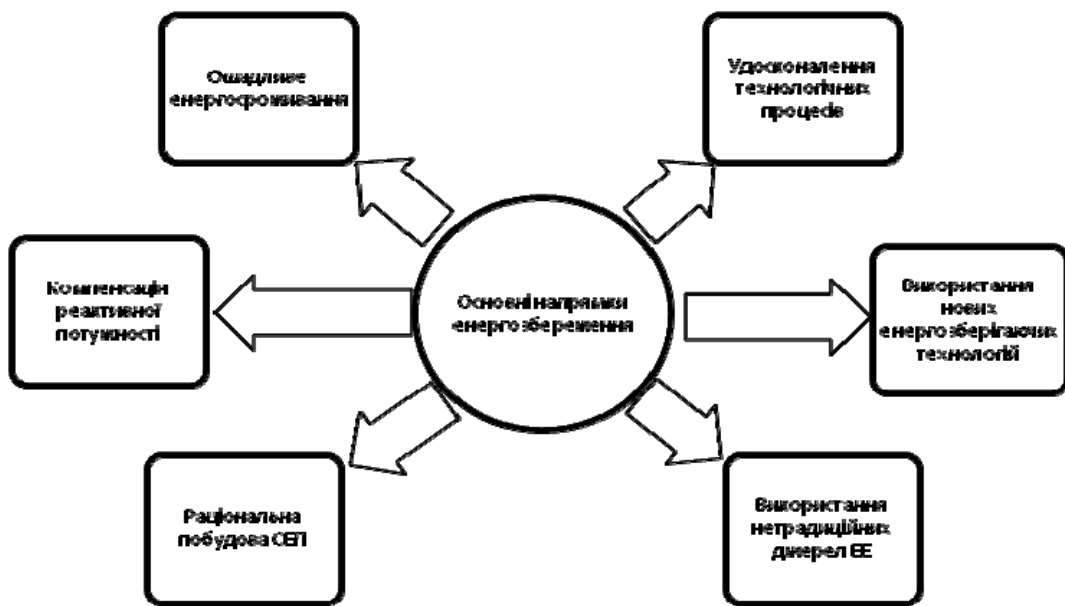 Ощадливе
енергоспоживання
Удосконалення
технологічних
процесів
Компенсація
реактивної
потужності
Основні напрямки
енергозбереження
Використання
нових
енергозберігаючих
технологій
Раціональна
побудова СЕП
Використання
нетрадиційних
джерел ЕЕ